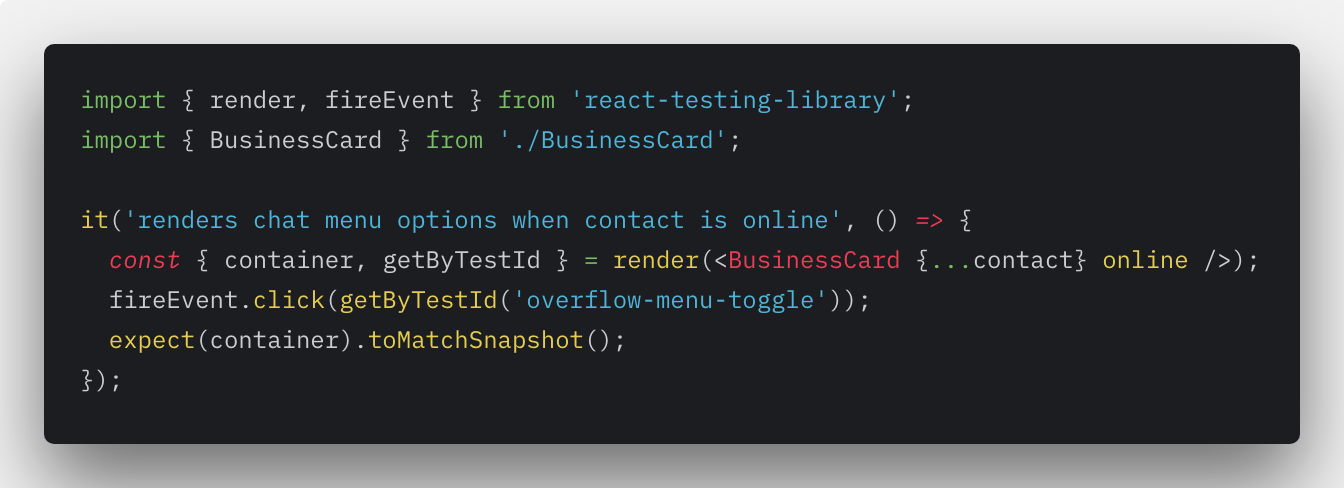 import { render, fireEvent } from 'react-testing-library';
import { BusinessCard } from './BusinessCard';

it('renders chat menu options when contact is online', () => {
  const { container, getByTestId } = render(<BusinessCard {...contact} online />);
  fireEvent.click(getByTestId('overflow-menu-toggle'));
  expect(container).toMatchSnapshot();
});